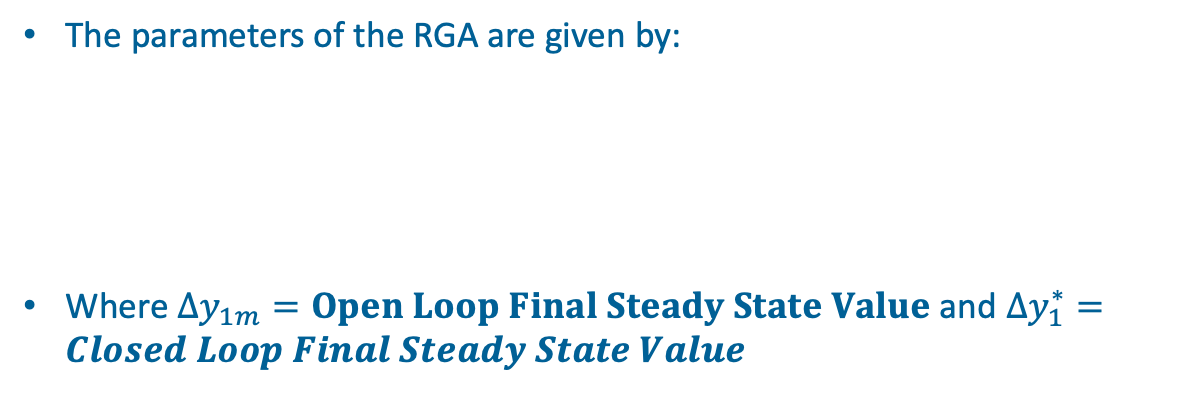 • The parameters of the RGA are given by:
• Where Δy₁ₘ = Open Loop Final Steady State Value and Δy₁* =
Closed Loop Final Steady State Value